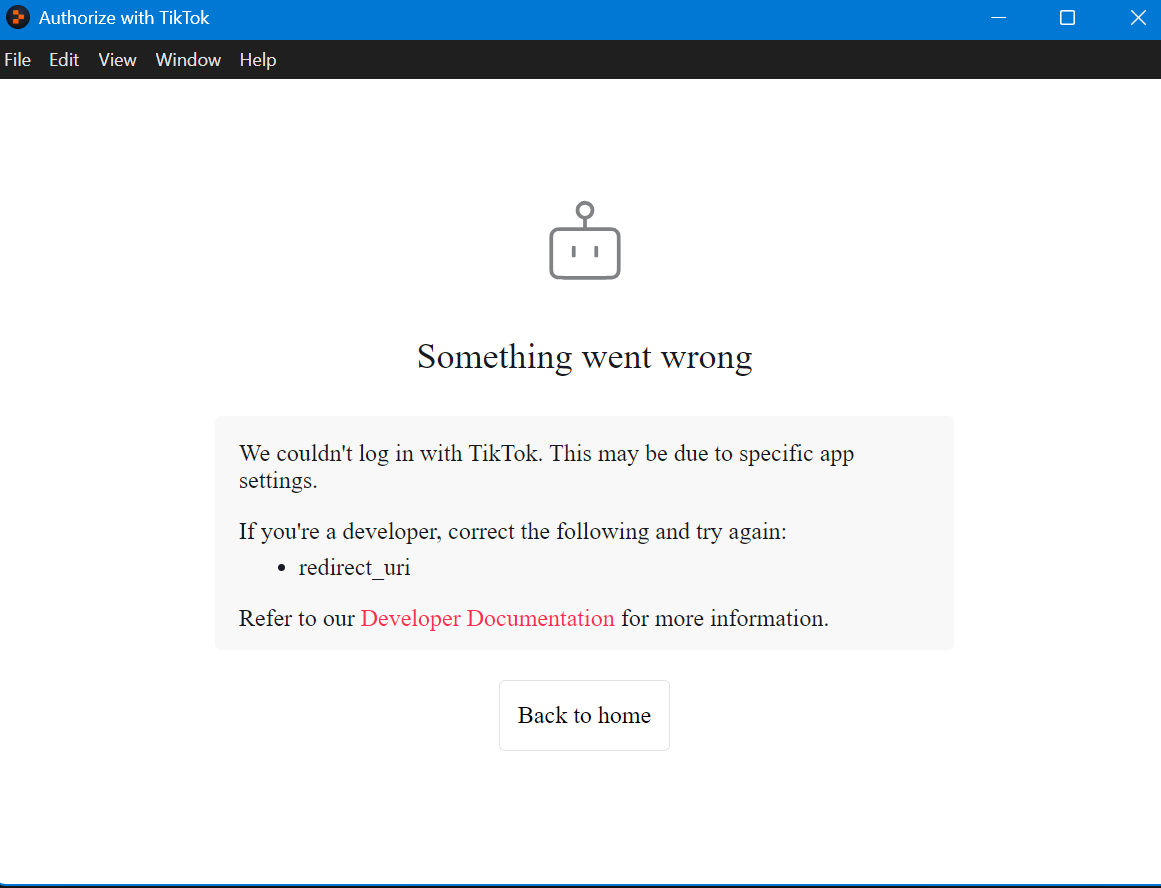 Authorize with TikTok
File Edit View Window Help
Something went wrong
We couldn't log in with TikTok. This may be due to specific app
settings.
If you're a developer, correct the following and try again:
• redirect_uri
Refer to our Developer Documentation for more information.
Back to home